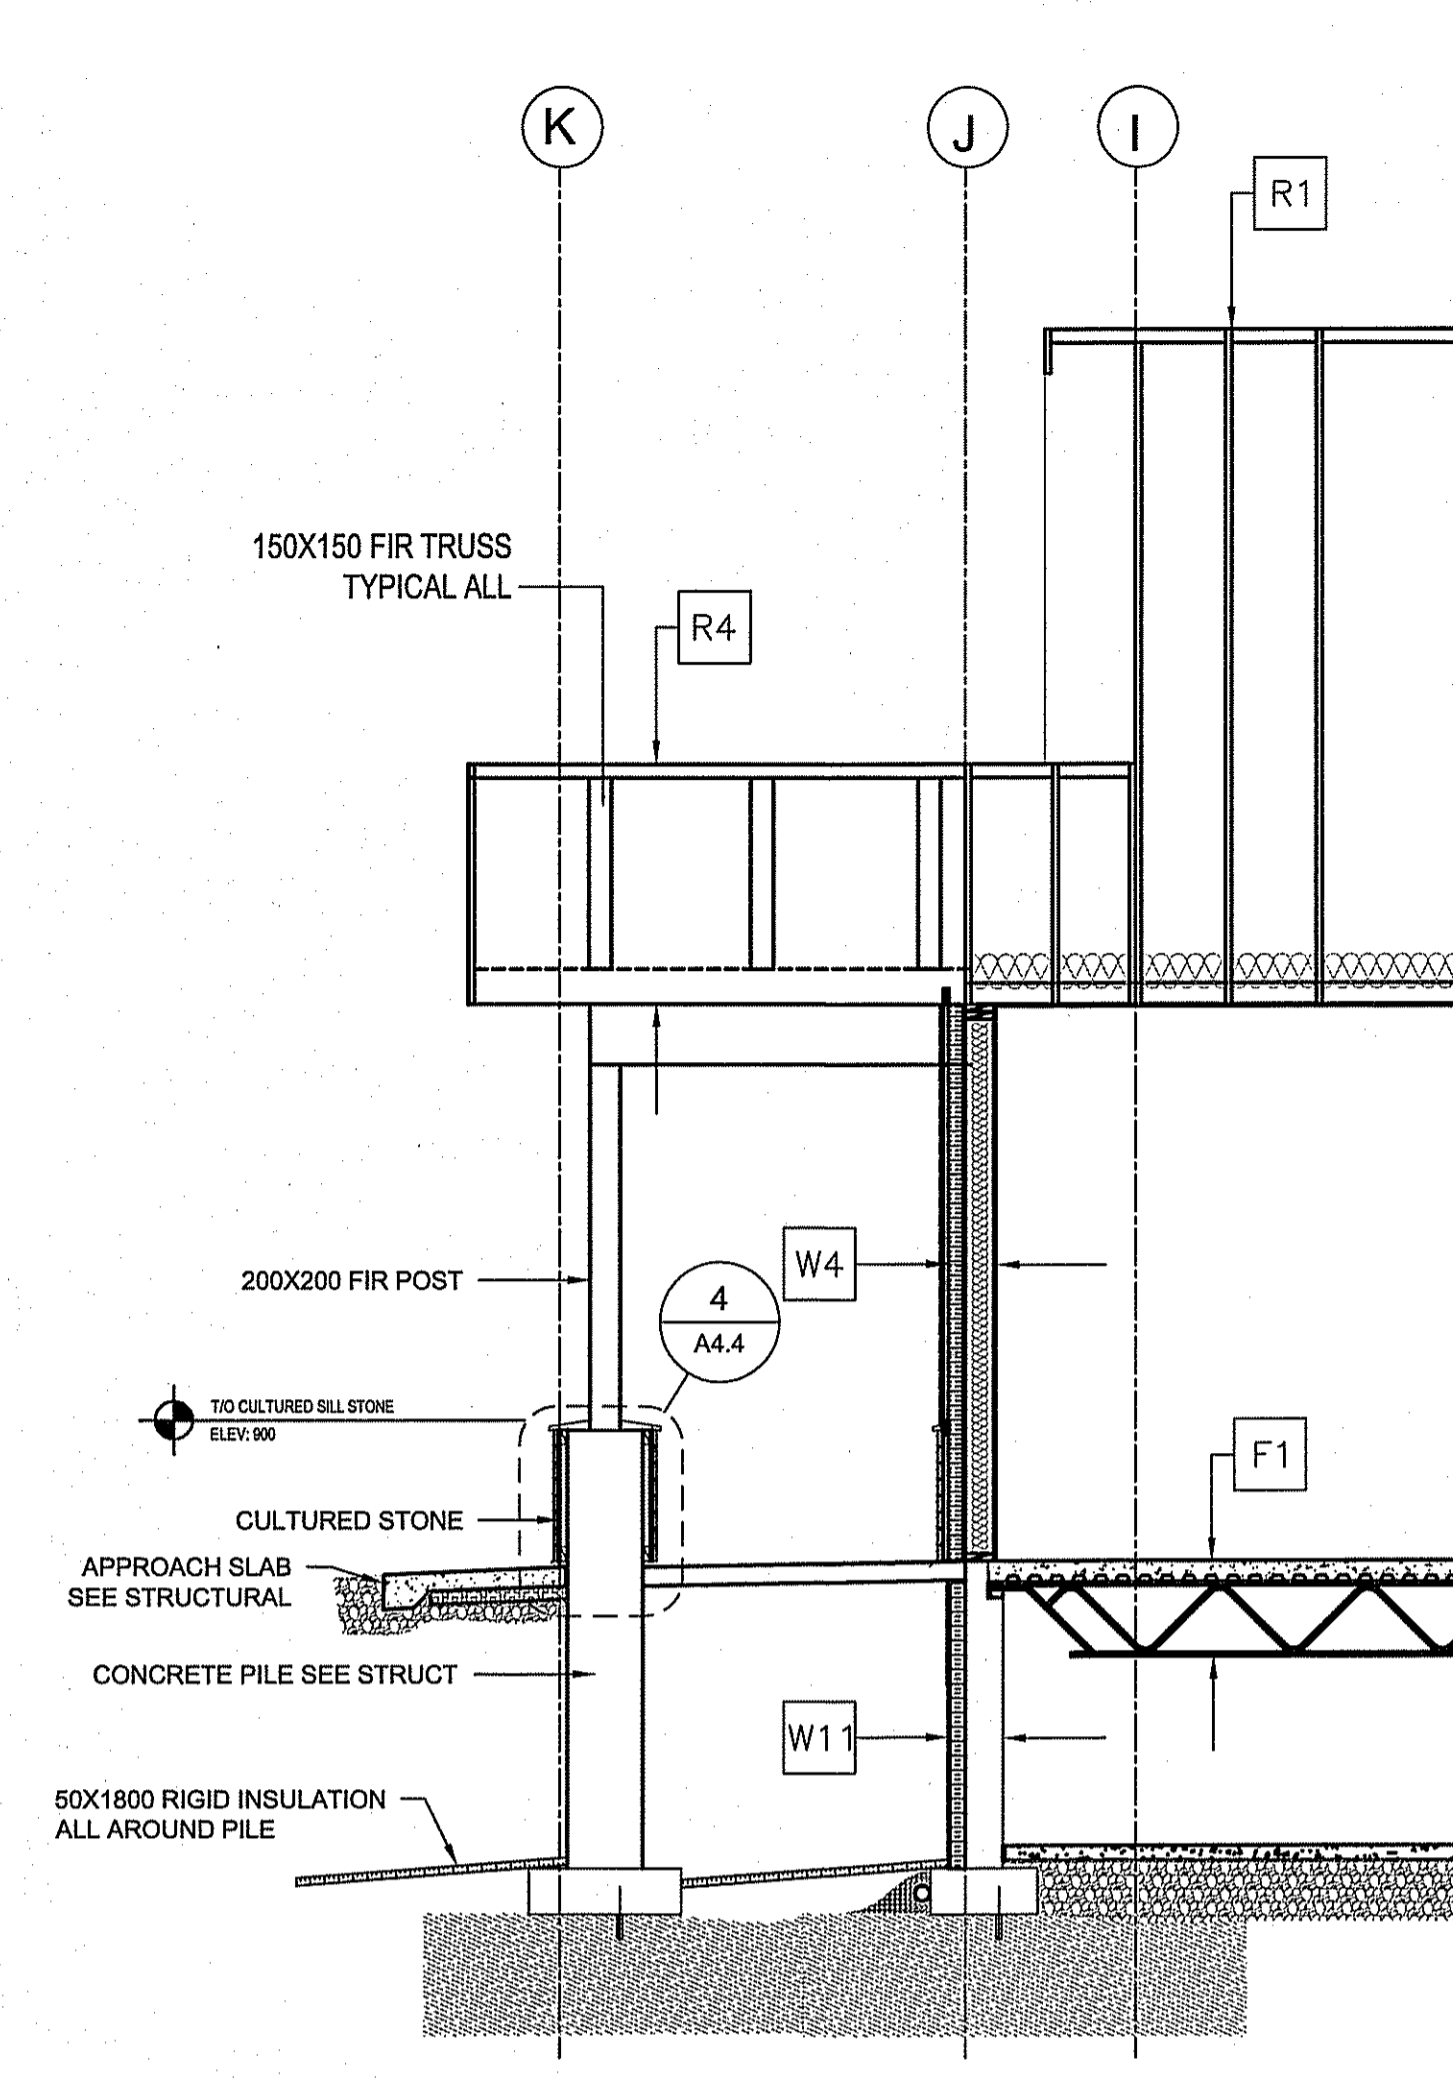 K
J
I
R1
150X150 FIR TRUSS
TYPICAL ALL
R4
200X200 FIR POST
W4
4
A4.4
T/O CULTURED SILL STONE
ELEV: 900
F1
CULTURED STONE
APPROACH SLAB
SEE STRUCTURAL
CONCRETE PILE SEE STRUCT
W11
50X1800 RIGID INSULATION
ALL AROUND PILE